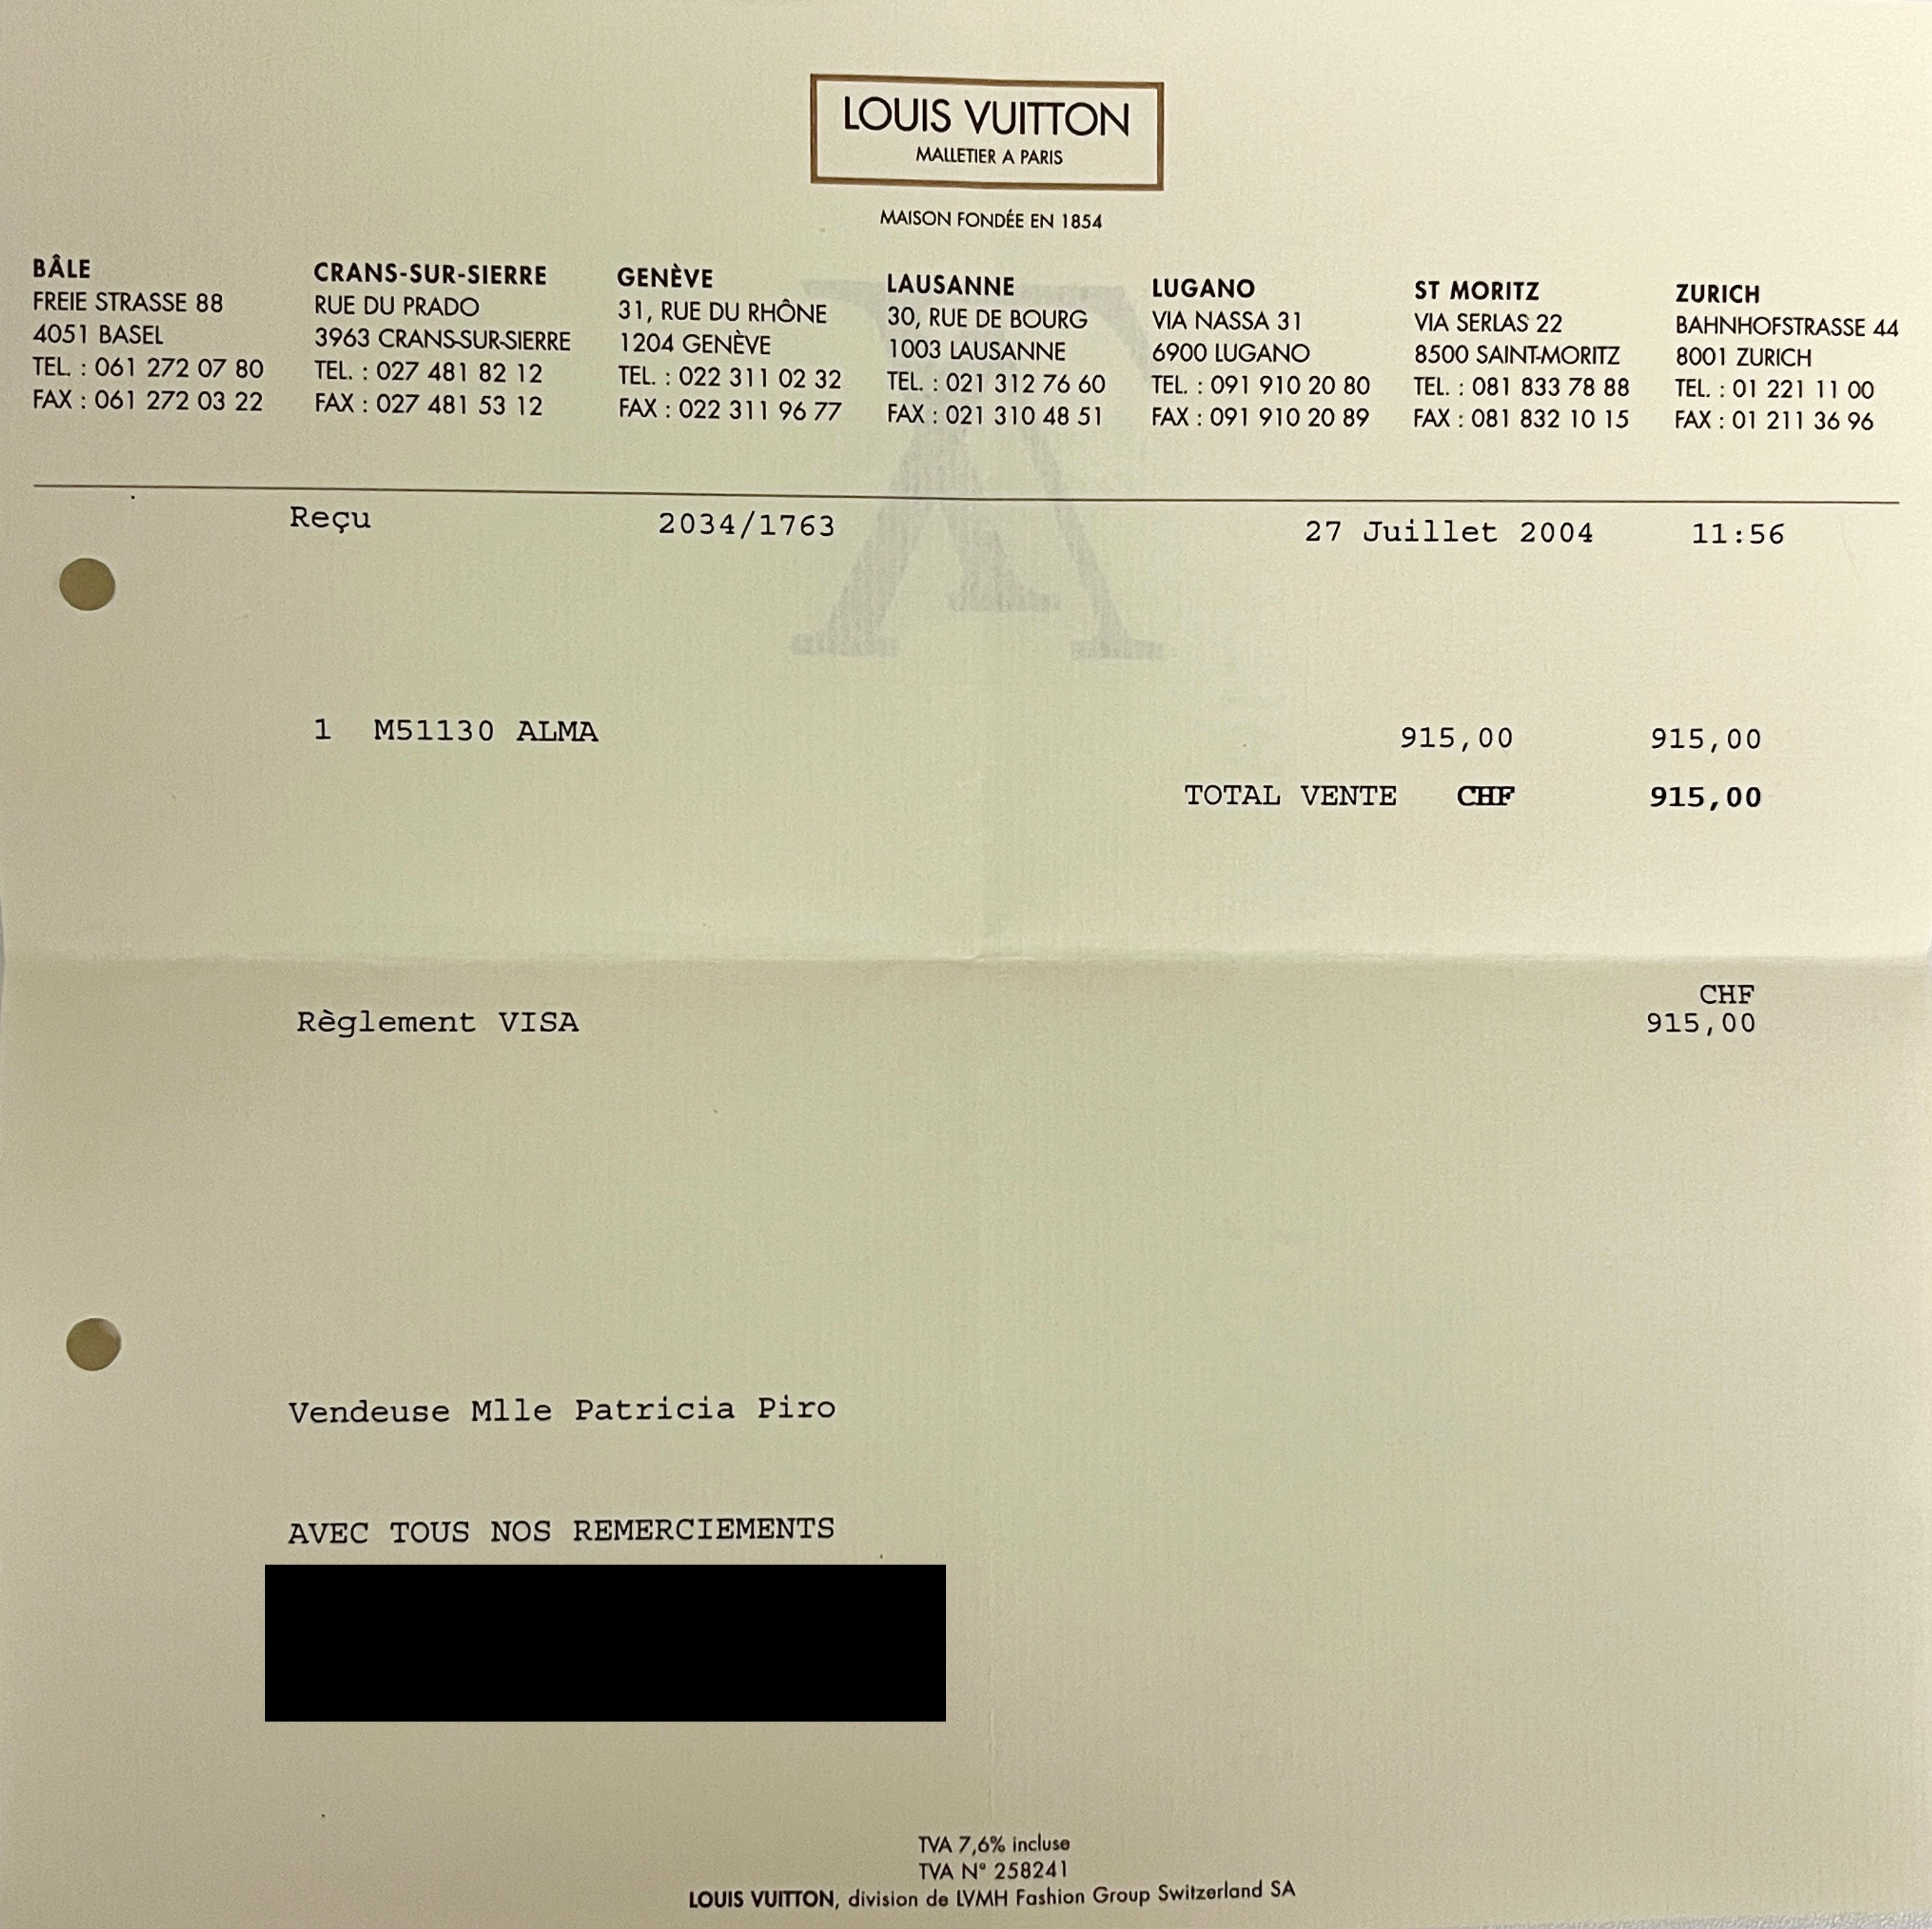 LOUIS VUITTON
MALLETIER A PARIS
MAISON FONDÉE EN 1854
BÂLE
FREIE STRASSE 88
4051 BASEL
TEL. : 061 272 07 80
FAX : 061 272 03 22
CRANS-SUR-SIERRE
RUE DU PRADO
3963 CRANS-SUR-SIERRE
TEL. : 027 481 82 12
FAX : 027 481 53 12
GENÈVE
31, RUE DU RHÔNE
1204 GENÈVE
TEL. : 022 311 02 32
FAX : 022 311 96 77
LAUSANNE
30, RUE DE BOURG
1003 LAUSANNE
TEL. : 021 312 76 60
FAX : 021 310 48 51
LUGANO
VIA NASSA 31
6900 LUGANO
TEL. : 091 910 20 80
FAX : 091 910 20 89
ST MORITZ
VIA SERLAS 22
8500 SAINT-MORITZ
TEL. : 081 833 78 88
FAX : 081 832 10 15
ZURICH
BAHNHOFSTRASSE 44
8001 ZURICH
TEL. : 01 221 11 00
FAX : 01 211 36 96
Reçu 2034/1763 27 Juillet 2004 11:56
1 M51130 ALMA 915,00 915,00
TOTAL VENTE CHF 915,00
CHF
Règlement VISA 915,00
Vendeuse Mlle Patricia Piro
AVEC TOUS NOS REMERCIEMENTS
TVA 7,6% incluse
TVA N° 258241
LOUIS VUITTON, division de LVMH Fashion Group Switzerland SA